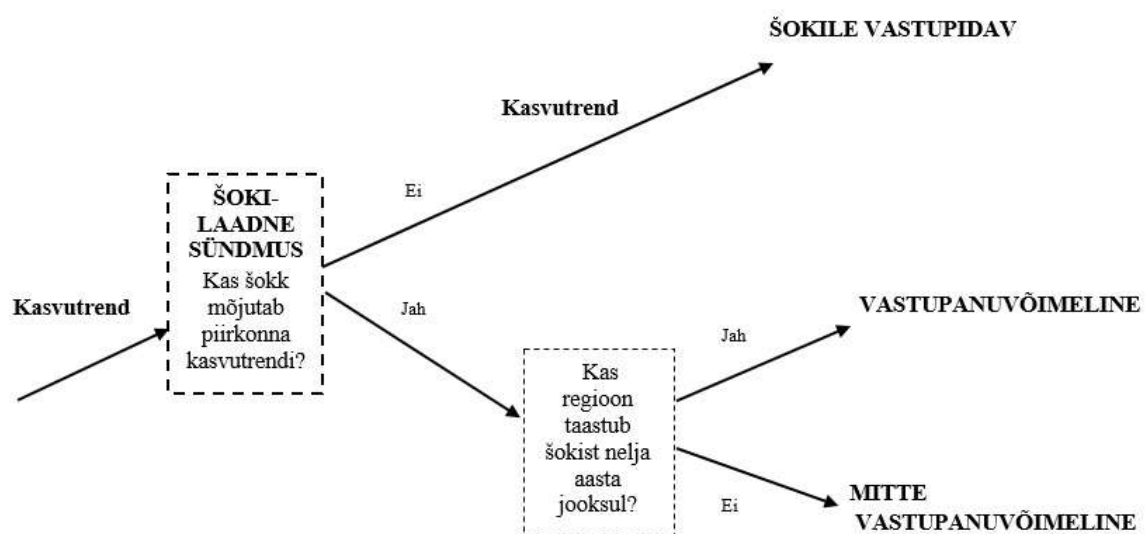 ŠOKILE VASTUPIDAV
Kasvutrend
Ei
ŠOKI-
LAADNE
SÜNDMUS
Kas šokk
mõjutab
piirkonna
kasvutrendi?
Kasvutrend
Jah
VASTUPANUVÕIMELINE
Jah
Kas
regioon
taastub
šokist nelja
aasta
jooksul?
Ei
MITTE
VASTUPANUVÕIMELINE